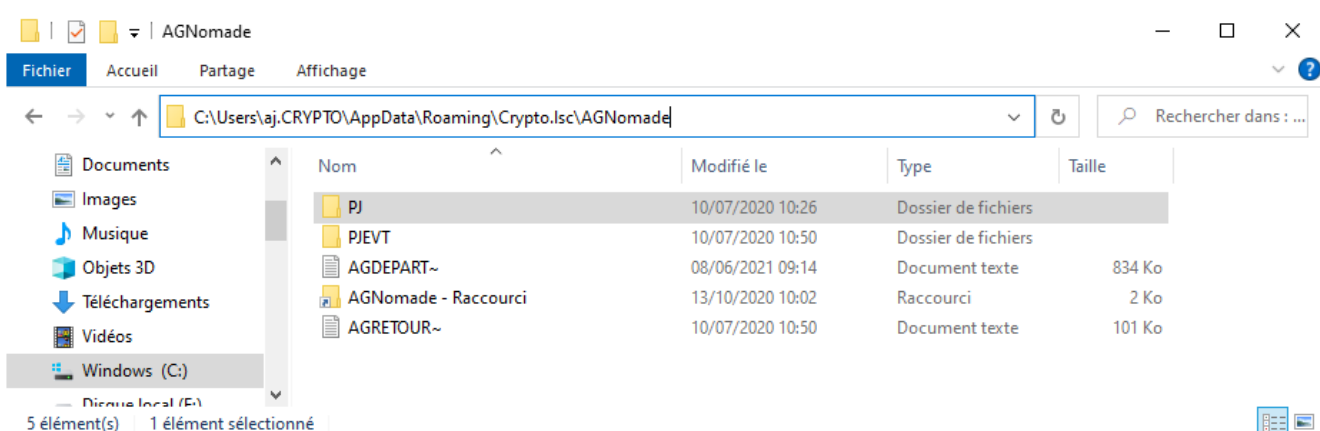 AGNomade
Fichier Accueil Partage Affichage
C:\Users\aj.CRYPTO\AppData\Roaming\Crypto.lsc\AGNomade
Rechercher dans : ...
Documents
Images
Musique
Objets 3D
Téléchargements
Vidéos
Windows (C:)
Disque local (E:)
Nom Modifié le Type Taille
PJ 10/07/2020 10:26 Dossier de fichiers
PJEVT 10/07/2020 10:50 Dossier de fichiers
AGDEPART~ 08/06/2021 09:14 Document texte 834 Ko
AGNomade - Raccourci 13/10/2020 10:02 Raccourci 2 Ko
AGRETOUR~ 10/07/2020 10:50 Document texte 101 Ko
5 élément(s) 1 élément sélectionné